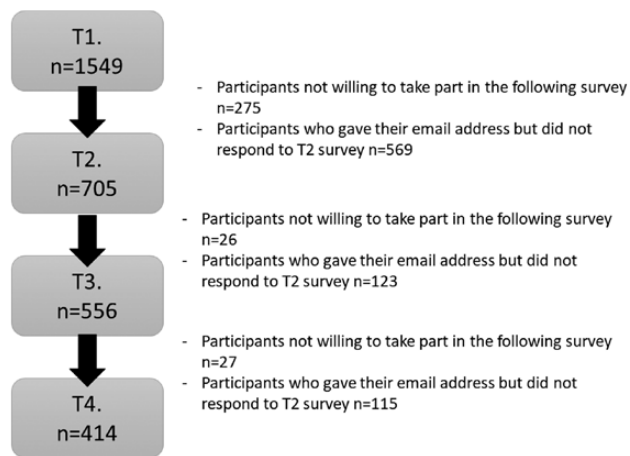 T1.
n=1549
- Participants not willing to take part in the following survey
n=275
- Participants who gave their email address but did not
respond to T2 survey n=569
T2.
n=705
- Participants not willing to take part in the following survey
n=26
- Participants who gave their email address but did not
respond to T2 survey n=123
T3.
n=556
- Participants not willing to take part in the following survey
n=27
- Participants who gave their email address but did not
respond to T2 survey n=115
T4.
n=414